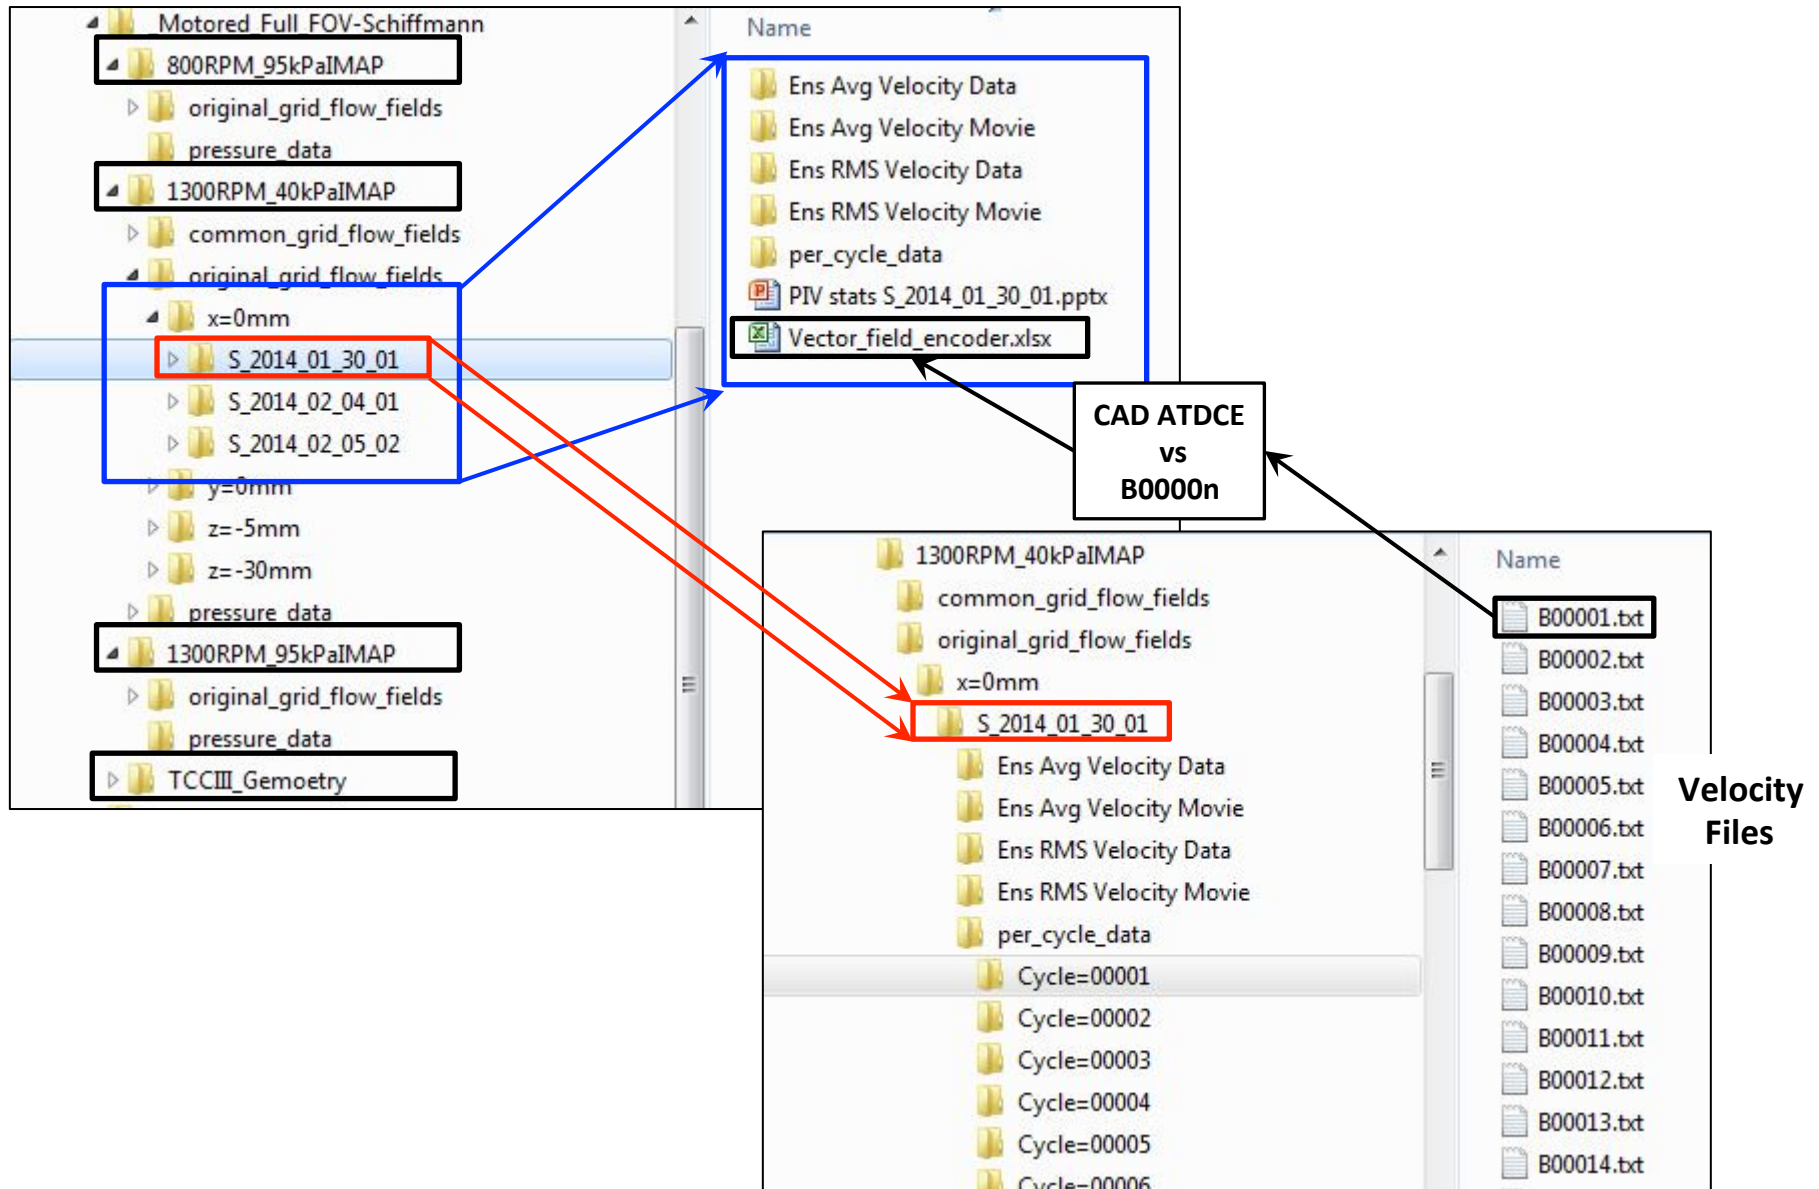 _Motored_Full_FOV-Schiffmann
800RPM_95kPaIMAP
original_grid_flow_fields
pressure_data
1300RPM_40kPaIMAP
common_grid_flow_fields
original_grid_flow_fields
x=0mm
S_2014_01_30_01
S_2014_02_04_01
S_2014_02_05_02
y=0mm
z=-5mm
z=-30mm
pressure_data
1300RPM_95kPaIMAP
original_grid_flow_fields
pressure_data
TCCIII_Gemoetry
Name
Ens Avg Velocity Data
Ens Avg Velocity Movie
Ens RMS Velocity Data
Ens RMS Velocity Movie
per_cycle_data
PIV stats S_2014_01_30_01.pptx
Vector_field_encoder.xlsx
CAD ATDCE
vs
B0000n
1300RPM_40kPaIMAP
common_grid_flow_fields
original_grid_flow_fields
x=0mm
S_2014_01_30_01
Ens Avg Velocity Data
Ens Avg Velocity Movie
Ens RMS Velocity Data
Ens RMS Velocity Movie
per_cycle_data
Cycle=00001
Cycle=00002
Cycle=00003
Cycle=00004
Cycle=00005
Cycle=00006
Name
B00001.txt
B00002.txt
B00003.txt
B00004.txt
B00005.txt
B00006.txt
B00007.txt
B00008.txt
B00009.txt
B00010.txt
B00011.txt
B00012.txt
B00013.txt
B00014.txt
Velocity
Files